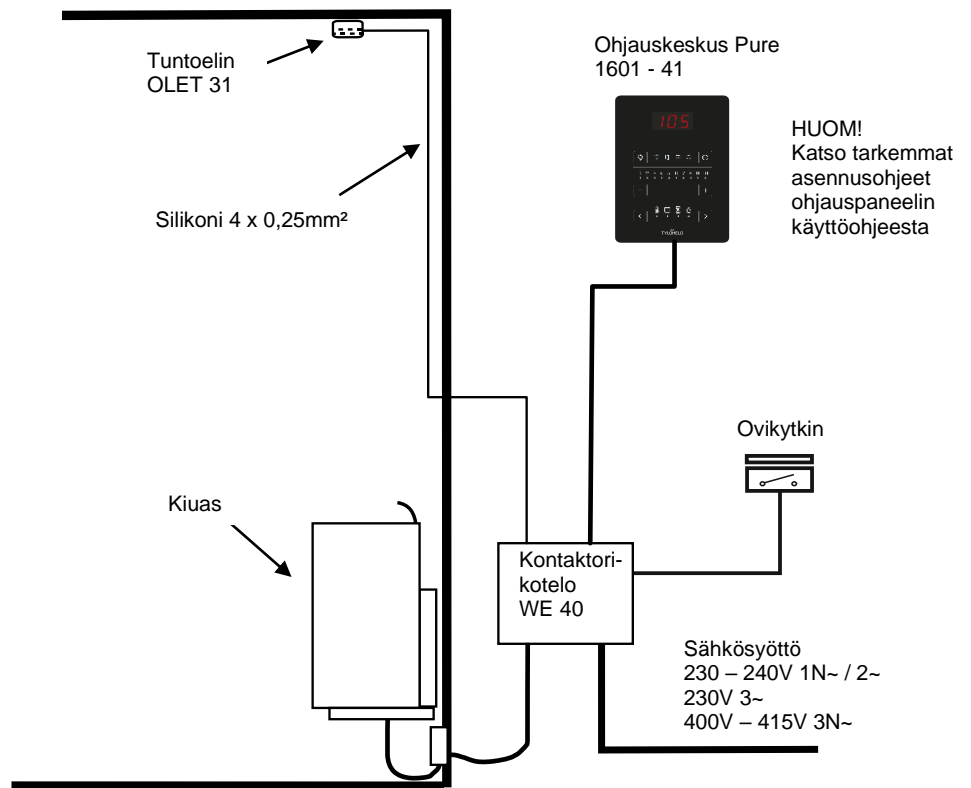 Tuntoelin
OLET 31
Ohjauskeskus Pure
1601 - 41
105
HUOM!
Katso tarkemmat
asennusohjeet
ohjauspaneelin
käyttöohjeesta
Silikoni 4 x 0,25mm²
TYLÖHELO
Ovikytkin
Kiuas
Kontaktori-
kotelo
WE 40
Sähkösyöttö
230 – 240V 1N~ / 2~
230V 3~
400V – 415V 3N~